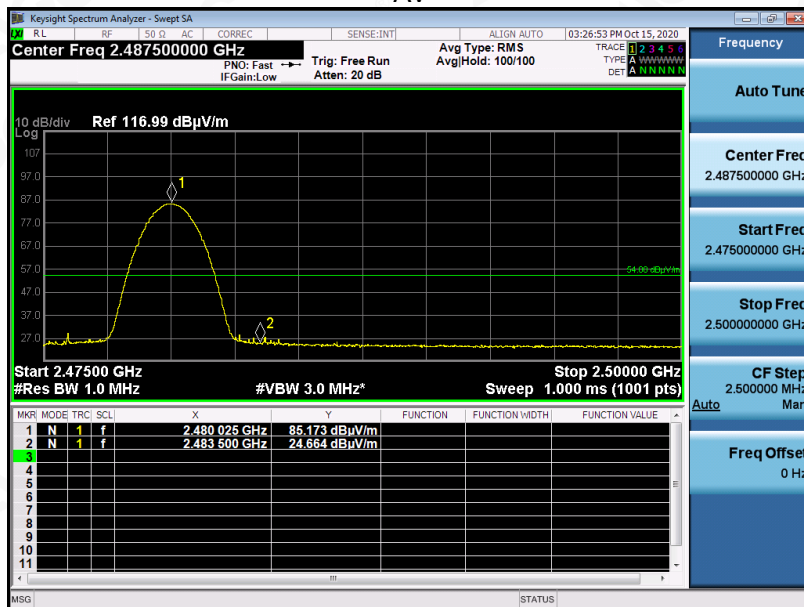 Keysight Spectrum Analyzer - Swept SA
RL RF 50 Ω AC CORREC SENSE:INT ALIGN AUTO 03:26:53 PM Oct 15, 2020
Center Freq 2.487500000 GHz
PNO: Fast
IFGain:Low
Trig: Free Run
Atten: 20 dB
Avg Type: RMS
Avg|Hold: 100/100
TRACE 1 2 3 4 5 6
TYPE A WWWWW
DET A N N N N N
10 dB/div Ref 116.99 dBµV/m
Log
107
97.0
87.0
77.0
67.0
57.0
47.0
37.0
27.0
1
2
54.00 dBµV/m
Start 2.47500 GHz Stop 2.50000 GHz
#Res BW 1.0 MHz #VBW 3.0 MHz* Sweep 1.000 ms (1001 pts)
MKR MODE TRC SCL X Y FUNCTION FUNCTION WIDTH FUNCTION VALUE
1 N 1 f 2.480 025 GHz 85.173 dBµV/m
2 N 1 f 2.483 500 GHz 24.664 dBµV/m
3
4
5
6
7
8
9
10
11
MSG STATUS
Frequency
Auto Tune
Center Freq
2.487500000 GHz
Start Freq
2.475000000 GHz
Stop Freq
2.500000000 GHz
CF Step
2.500000 MHz
Auto Man
Freq Offset
0 Hz